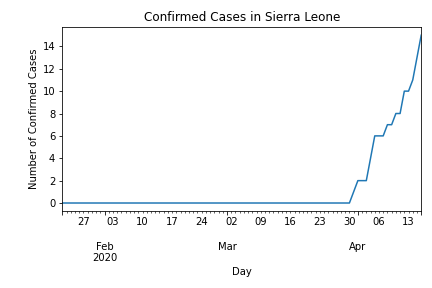 Confirmed Cases in Sierra Leone
Number of Confirmed Cases
14
12
10
8
6
4
2
0
27 03 10 17 24 02 09 16 23 30 06 13
Feb Mar Apr
2020
Day